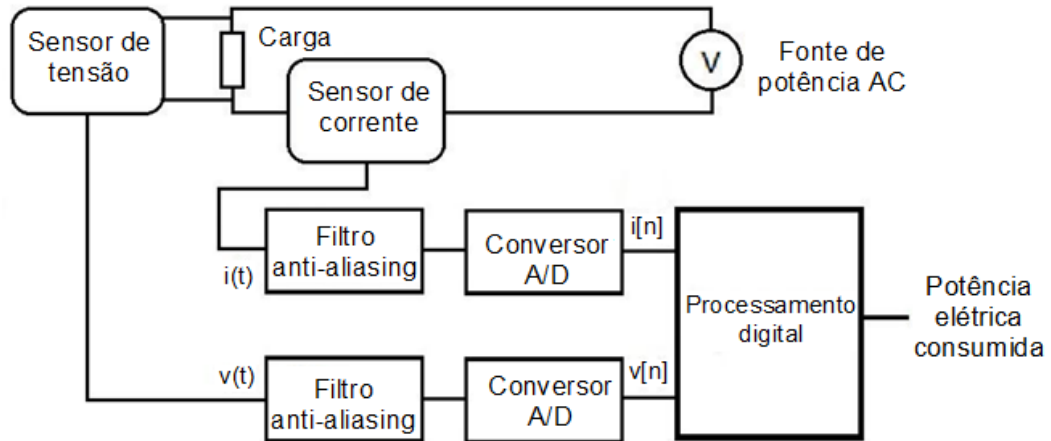 Sensor de
tensão
Carga
Sensor de
corrente
V
Fonte de
potência AC
i(t)
Filtro
anti-aliasing
Conversor
A/D
i[n]
v(t)
Filtro
anti-aliasing
Conversor
A/D
v[n]
Processamento
digital
Potência
elétrica
consumida